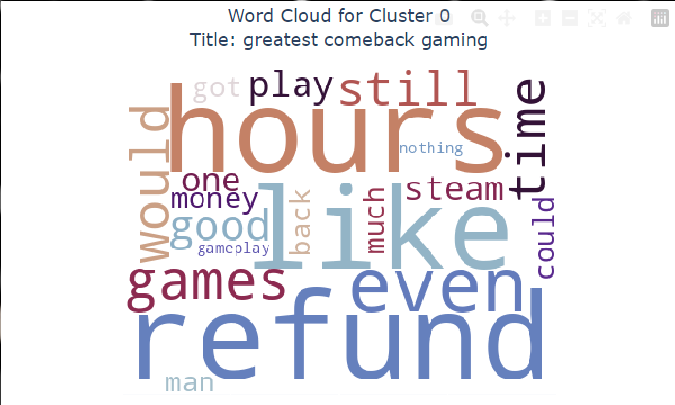 Word Cloud for Cluster 0
Title: greatest comeback gaming
got play still
would hours time
nothing
one
money like steam
good back much could
gameplay
games even
refund
man